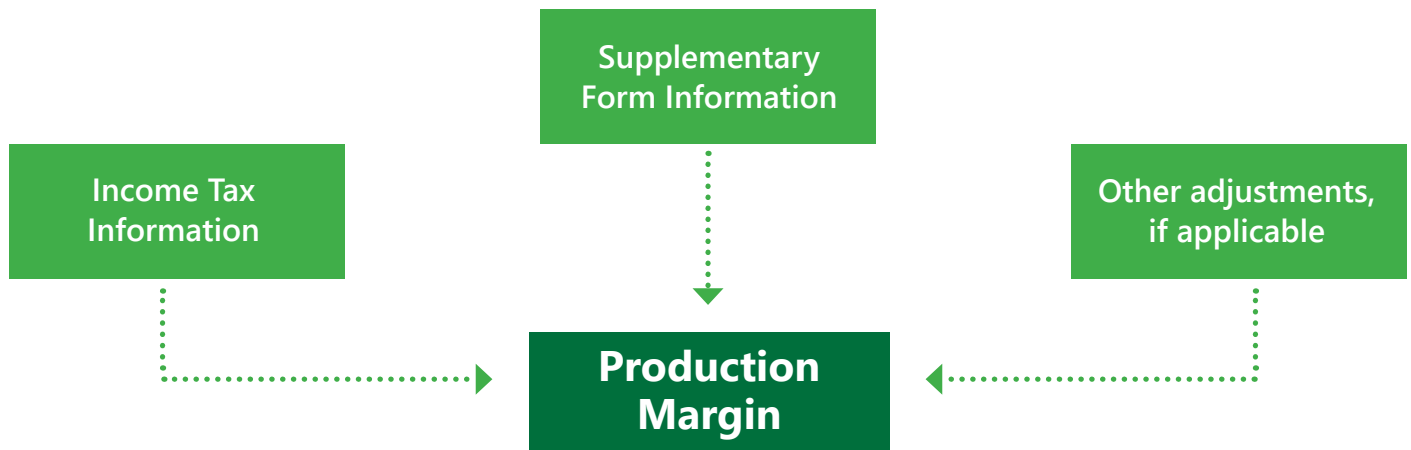 Supplementary
Form Information
Income Tax
Information
Other adjustments,
if applicable
Production
Margin